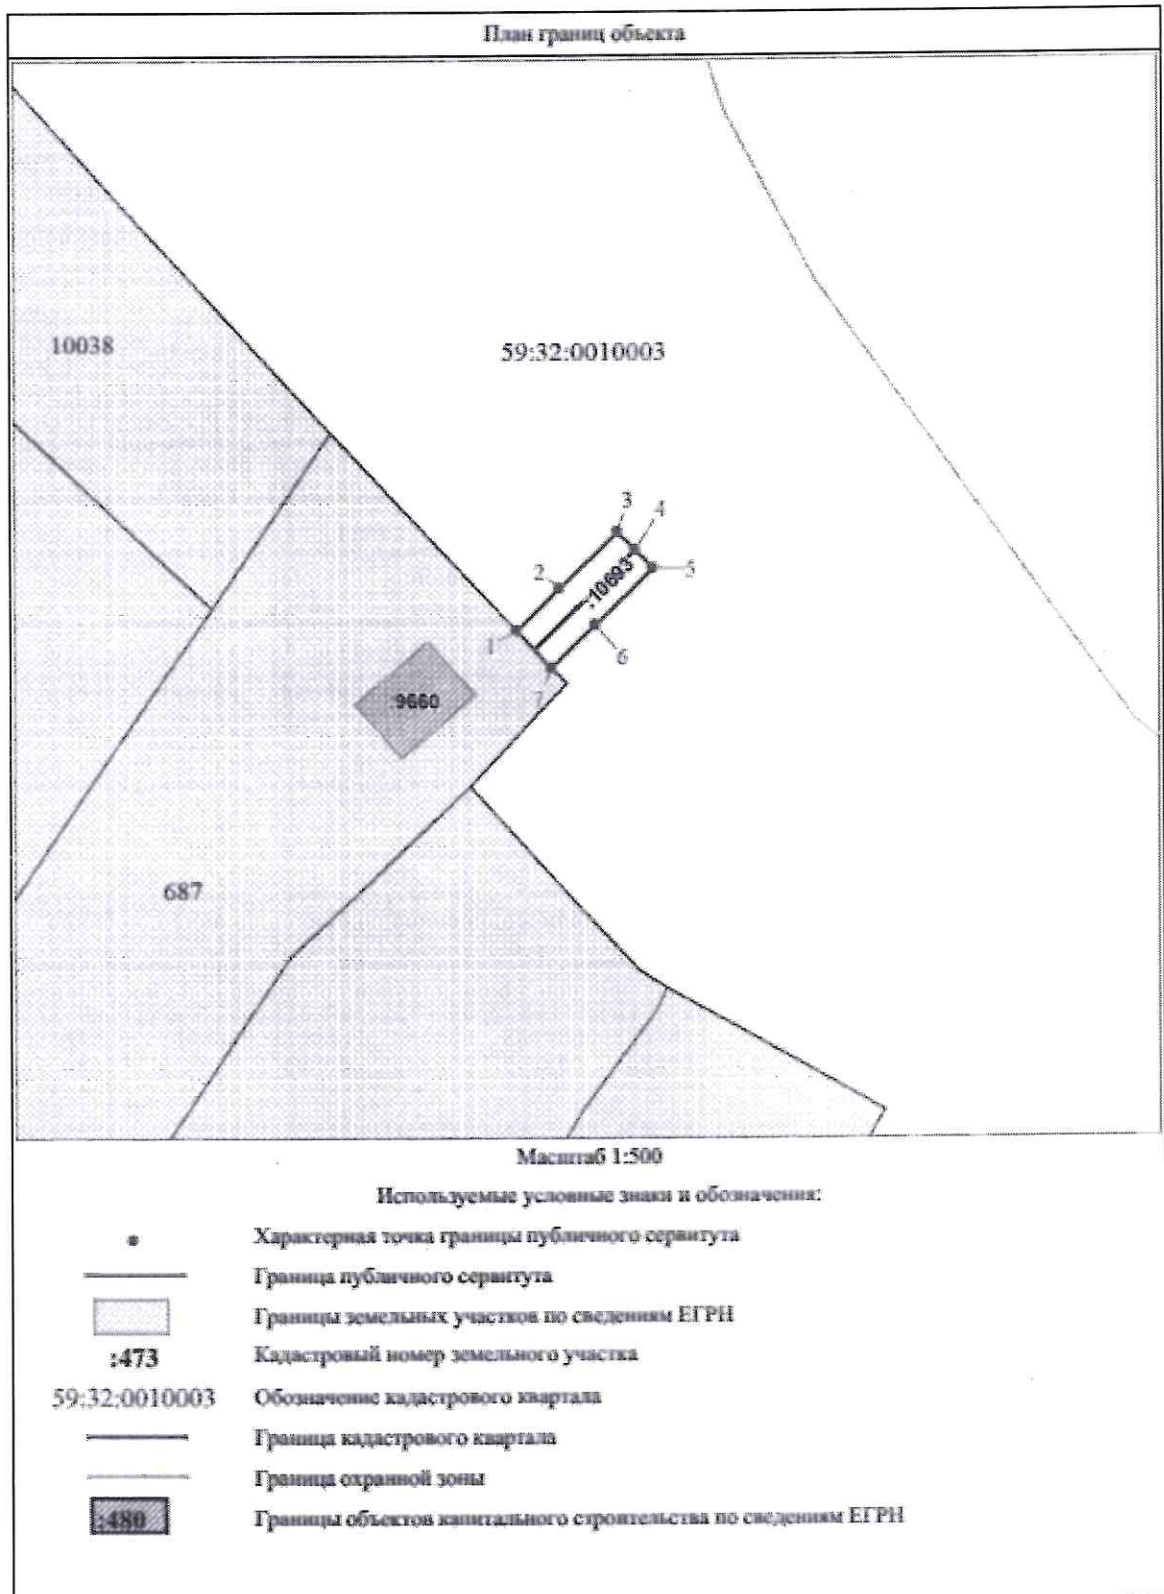 План границ объекта
10038
59:32:0010003
3
4
2
5
:10693
1
6
7
:9660
687
Масштаб 1:500
Используемые условные знаки и обозначения:
Характерная точка границы публичного сервитута
Граница публичного сервитута
Границы земельных участков по сведениям ЕГРН
:473 Кадастровый номер земельного участка
59:32:0010003 Обозначение кадастрового квартала
Граница кадастрового квартала
Граница охранной зоны
:480 Границы объектов капитального строительства по сведениям ЕГРН